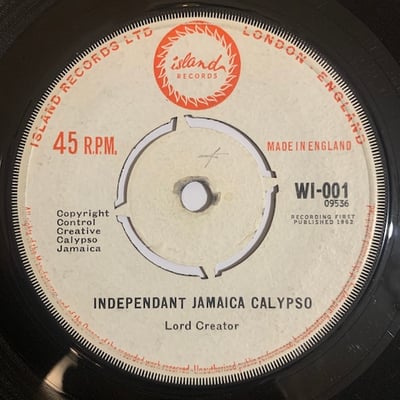 ISLAND RECORDS LTD LONDON - ENGLAND
island
RECORDS
45 R.P.M.
MADE IN ENGLAND
WI-001
09536
RECORDING FIRST
PUBLISHED 1962
Copyright
Control
Creative
Calypso
Jamaica
INDEPENDANT JAMAICA CALYPSO
Lord Creator